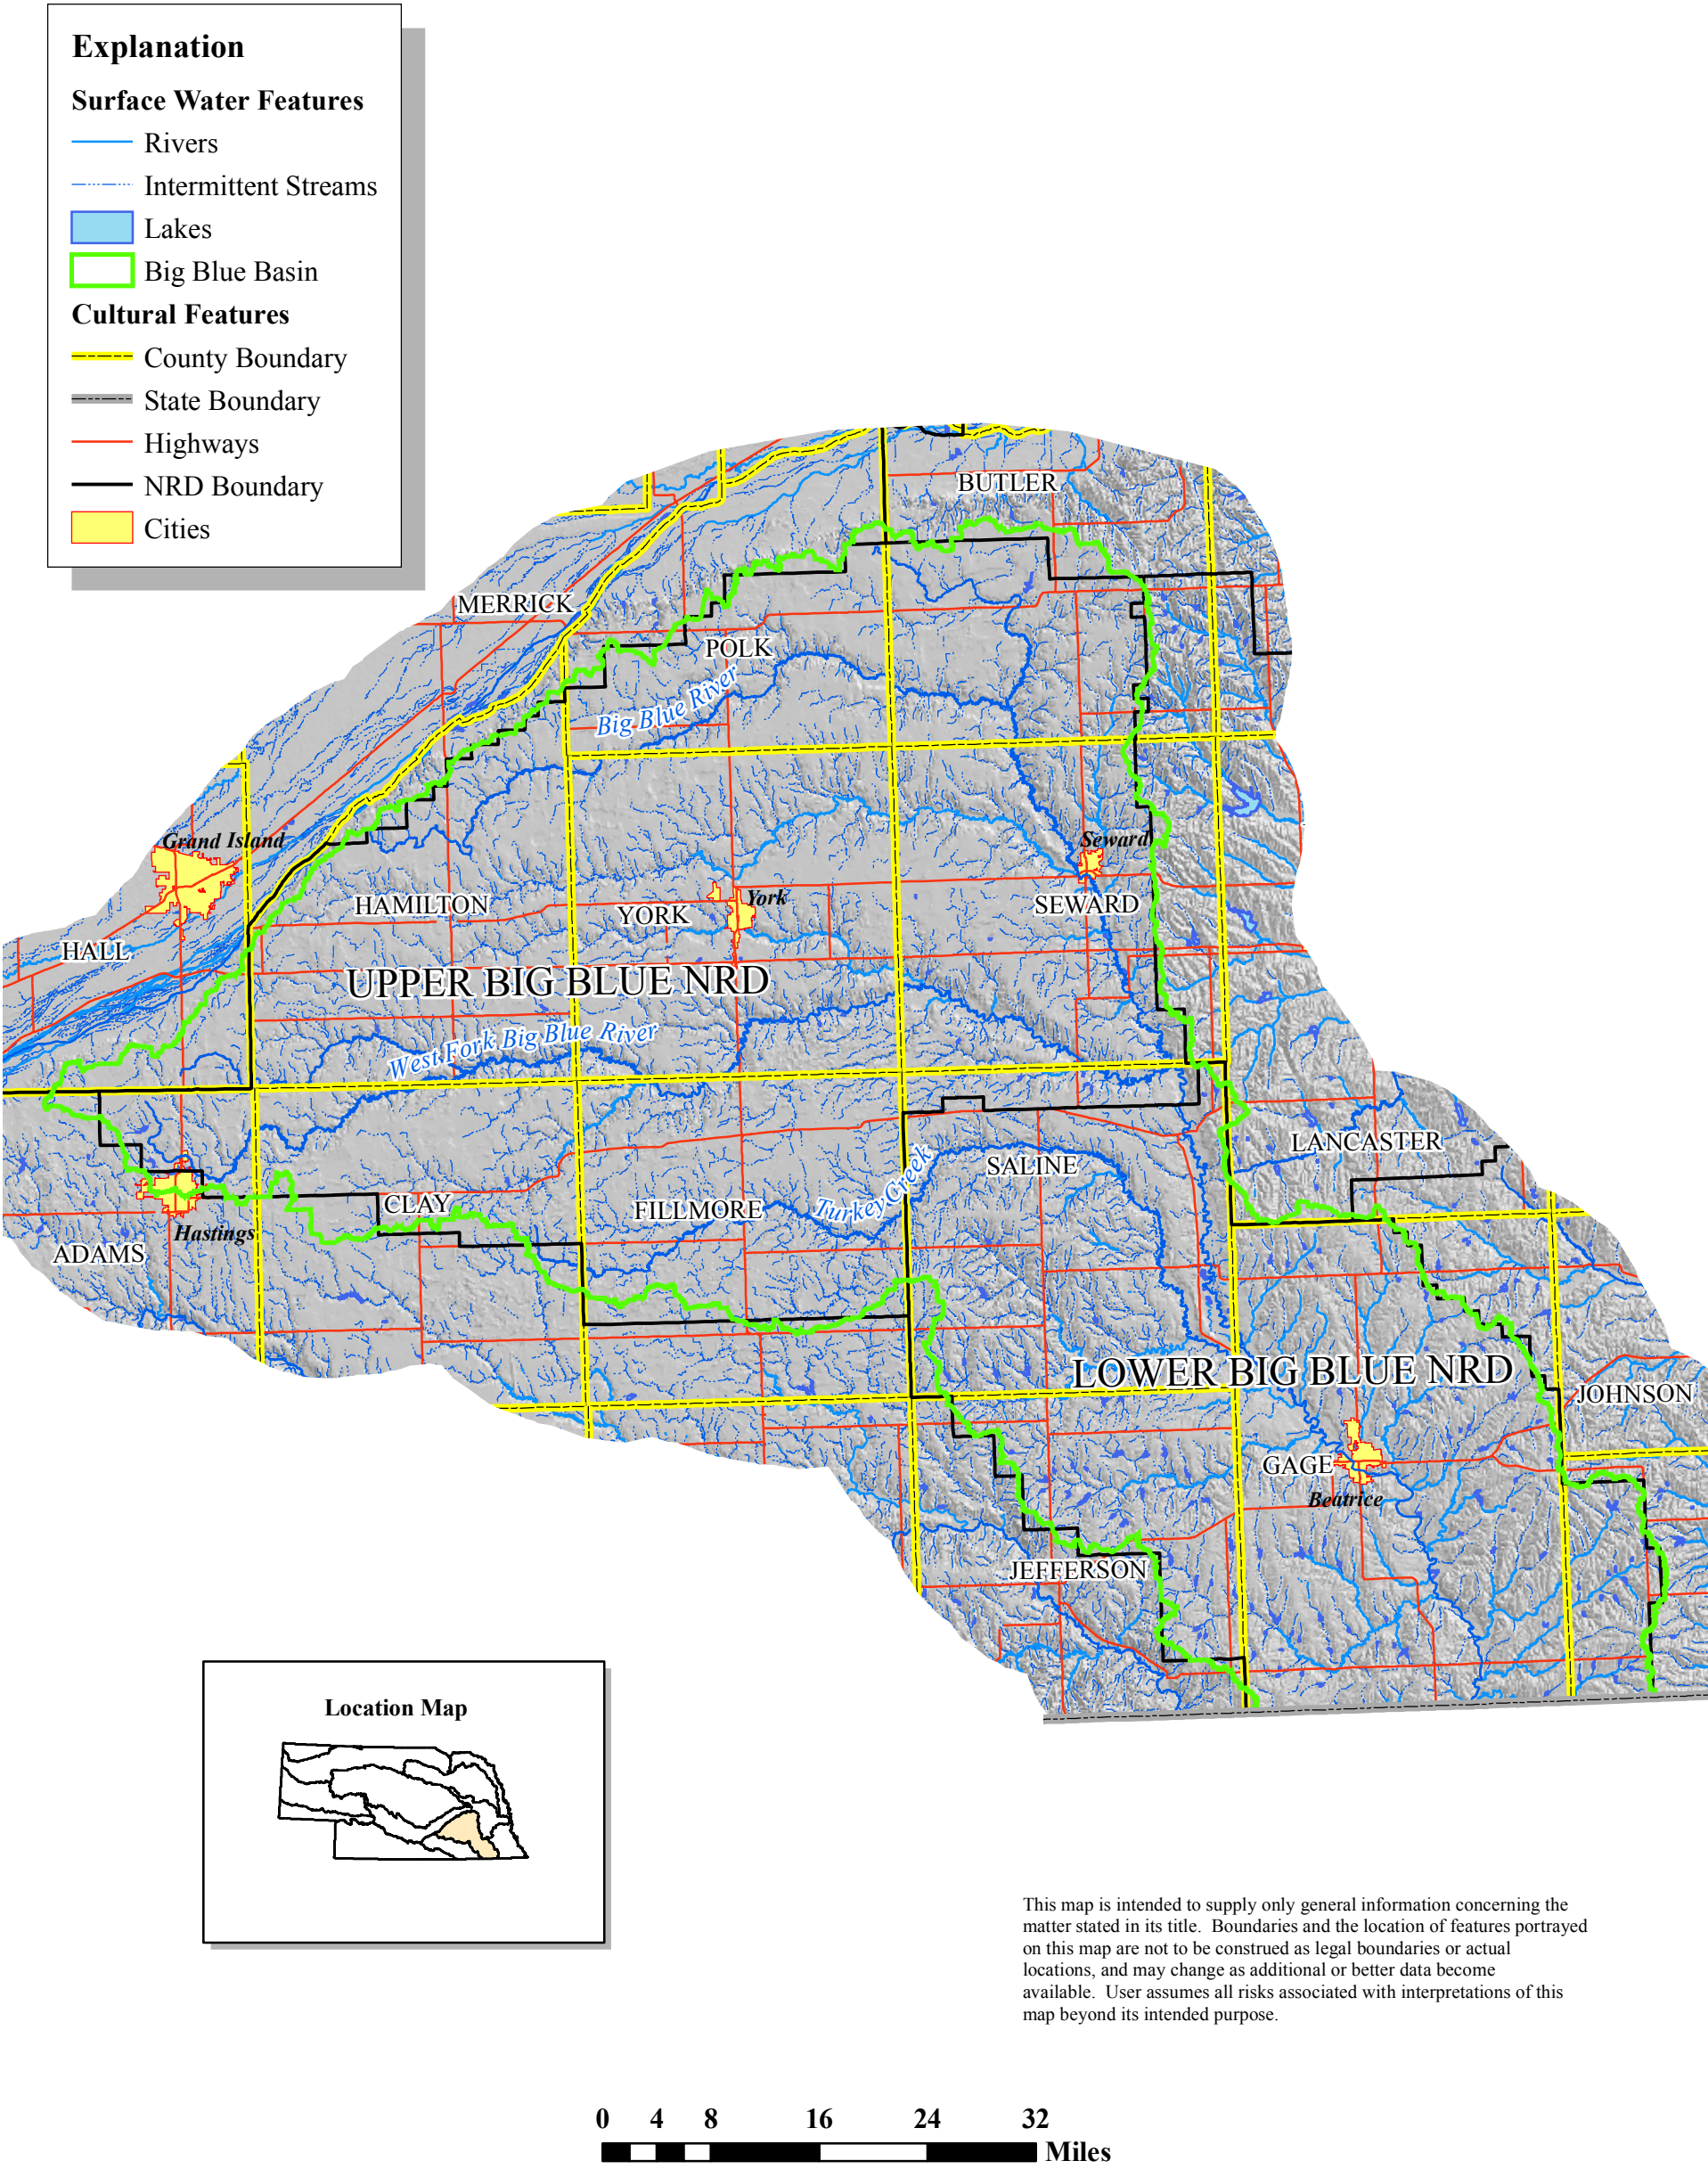 Explanation
Surface Water Features
Rivers
Intermittent Streams
Lakes
Big Blue Basin
Cultural Features
County Boundary
State Boundary
Highways
NRD Boundary
Cities
BUTLER
MERRICK
POLK
Big Blue River
Grand Island
Seward
HAMILTON
YORK
York
SEWARD
HALL
UPPER BIG BLUE NRD
West Fork Big Blue River
LANCASTER
SALINE
CLAY
FILLMORE
Turkey Creek
Hastings
ADAMS
LOWER BIG BLUE NRD
JOHNSON
GAGE
Beatrice
JEFFERSON
Location Map
This map is intended to supply only general information concerning the
matter stated in its title. Boundaries and the location of features portrayed
on this map are not to be construed as legal boundaries or actual
locations, and may change as additional or better data become
available. User assumes all risks associated with interpretations of this
map beyond its intended purpose.
0 4 8 16 24 32
Miles